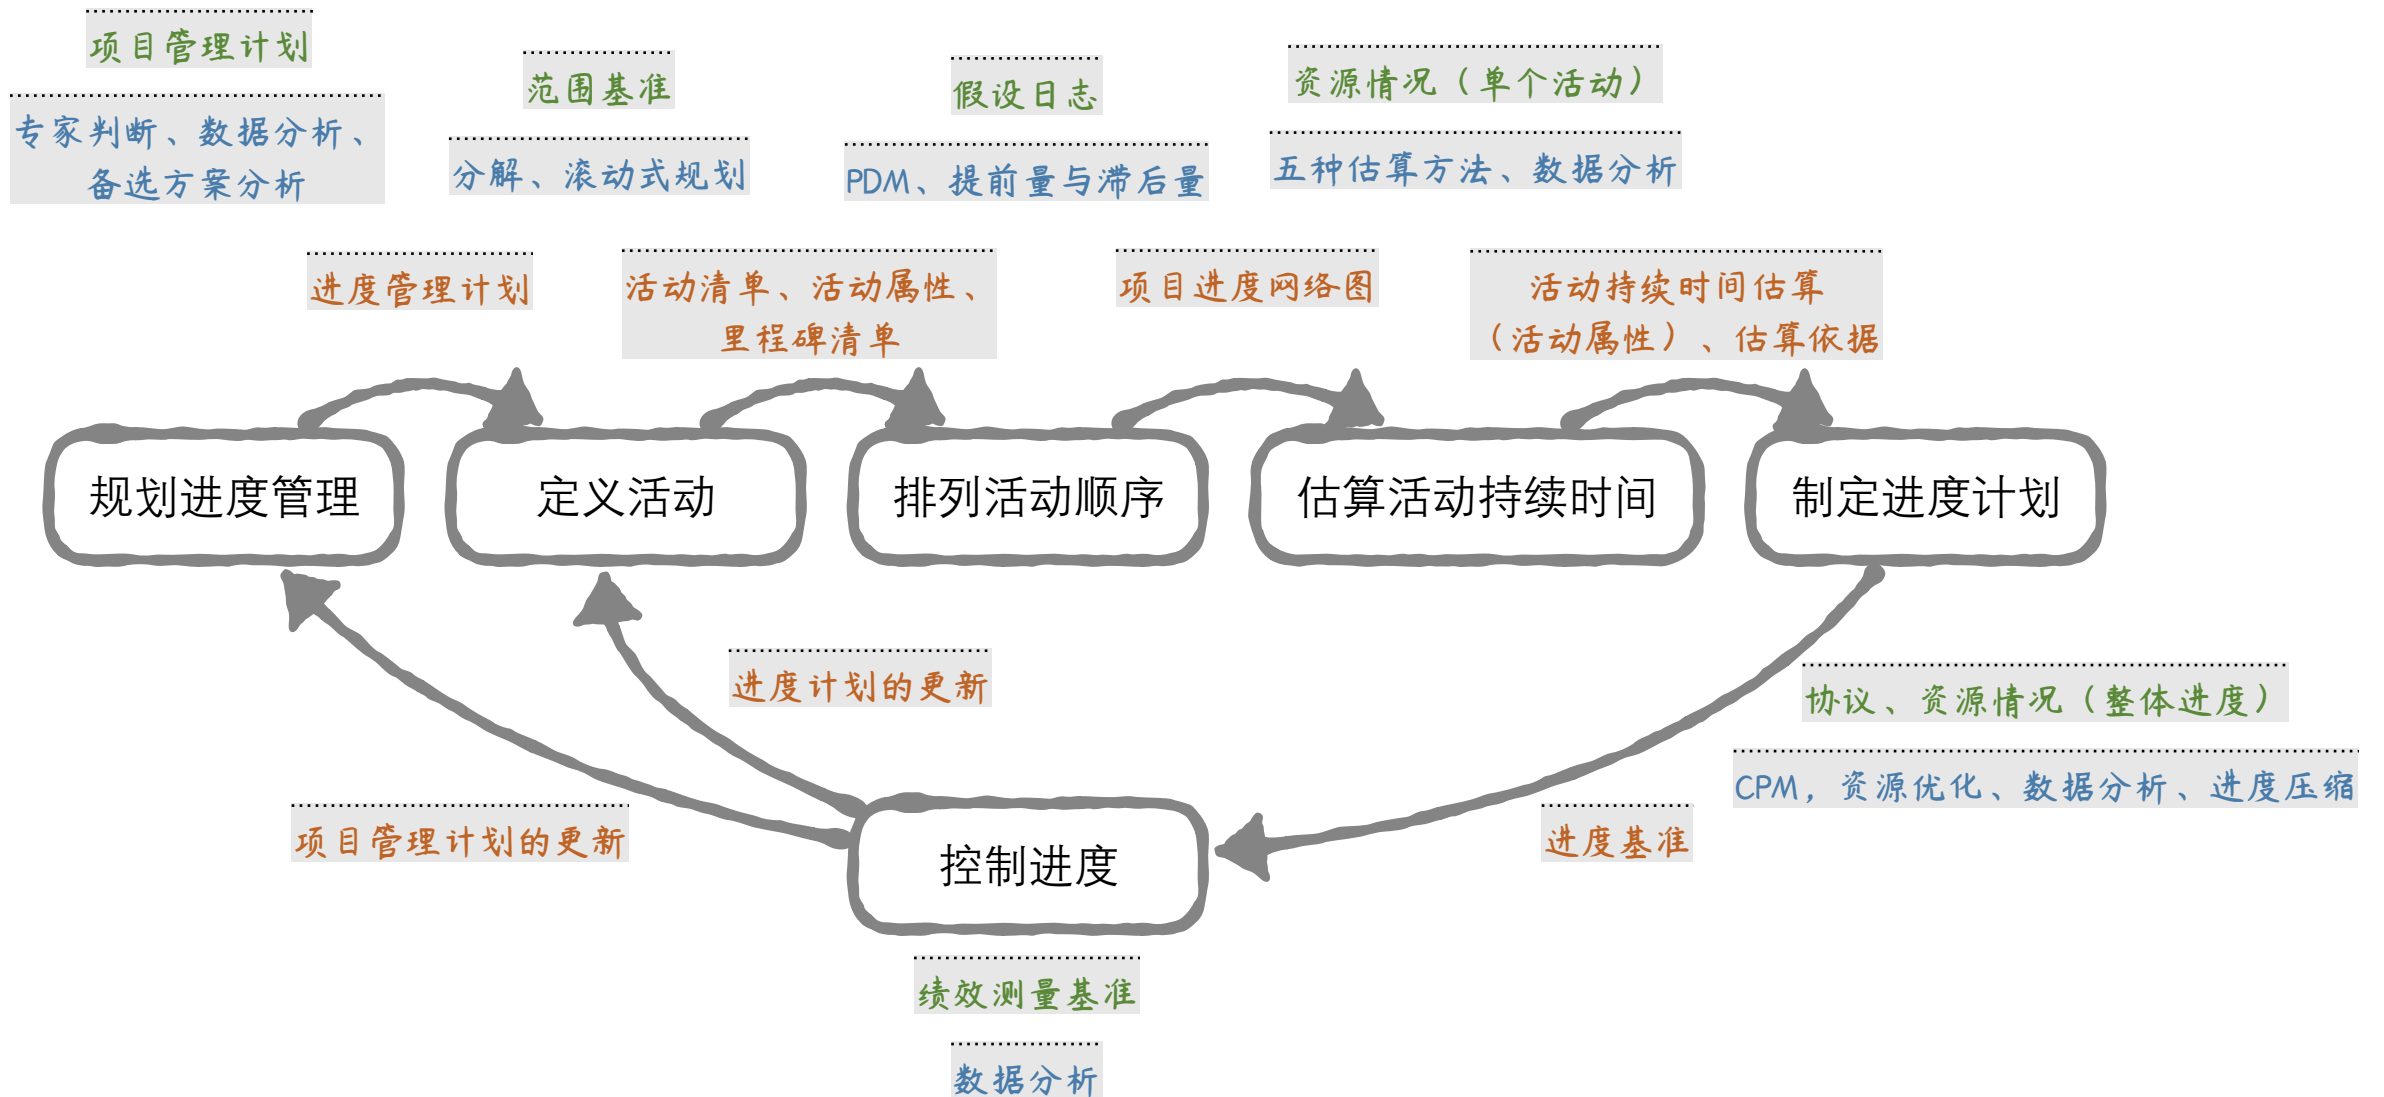 项目管理计划
专家判断、数据分析、
备选方案分析
范围基准
分解、滚动式规划
假设日志
PDM、提前量与滞后量
资源情况（单个活动）
五种估算方法、数据分析
进度管理计划
活动清单、活动属性、
里程碑清单
项目进度网络图
活动持续时间估算
（活动属性）、估算依据
规划进度管理
定义活动
排列活动顺序
估算活动持续时间
制定进度计划
进度计划的更新
协议、资源情况（整体进度）
CPM，资源优化、数据分析、进度压缩
项目管理计划的更新
进度基准
控制进度
绩效测量基准
数据分析